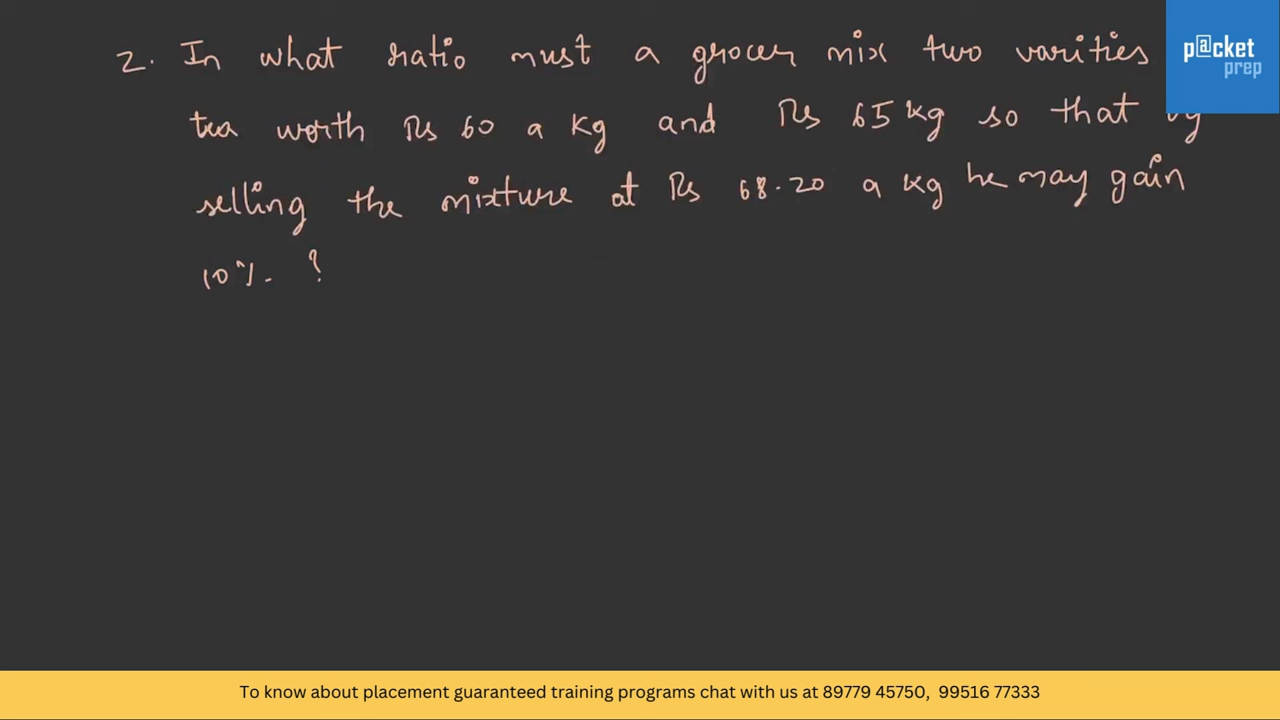 p@cket
prep
2. In what ratio must a grocer mix two varities
tea worth Rs 60 a kg and Rs 65 kg so that by
selling the mixture at Rs 68.20 a kg he may gain
10%. ?
To know about placement guaranteed training programs chat with us at 89779 45750, 99516 77333